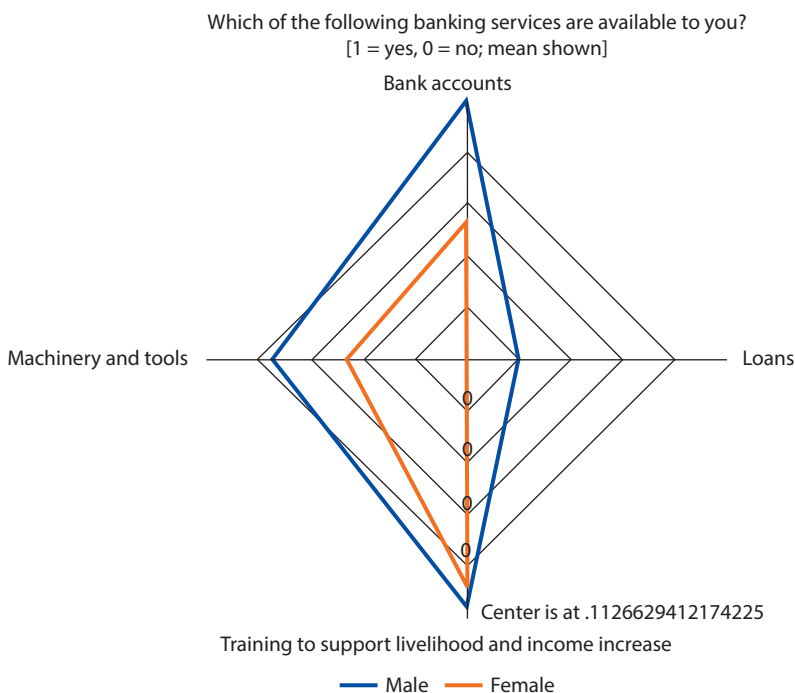 Which of the following banking services are available to you?
[1 = yes, 0 = no; mean shown]
Bank accounts
Machinery and tools
Loans
0
0
0
0
Center is at .1126629412174225
Training to support livelihood and income increase
Male Female